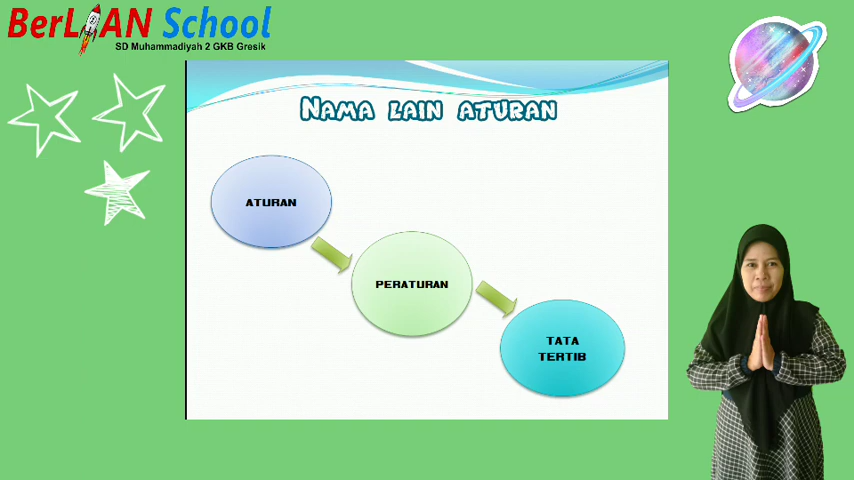 BerLIAN School
SD Muhammadiyah 2 GKB Gresik
NAMA LAIN ATURAN
ATURAN
PERATURAN
TATA
TERTIB